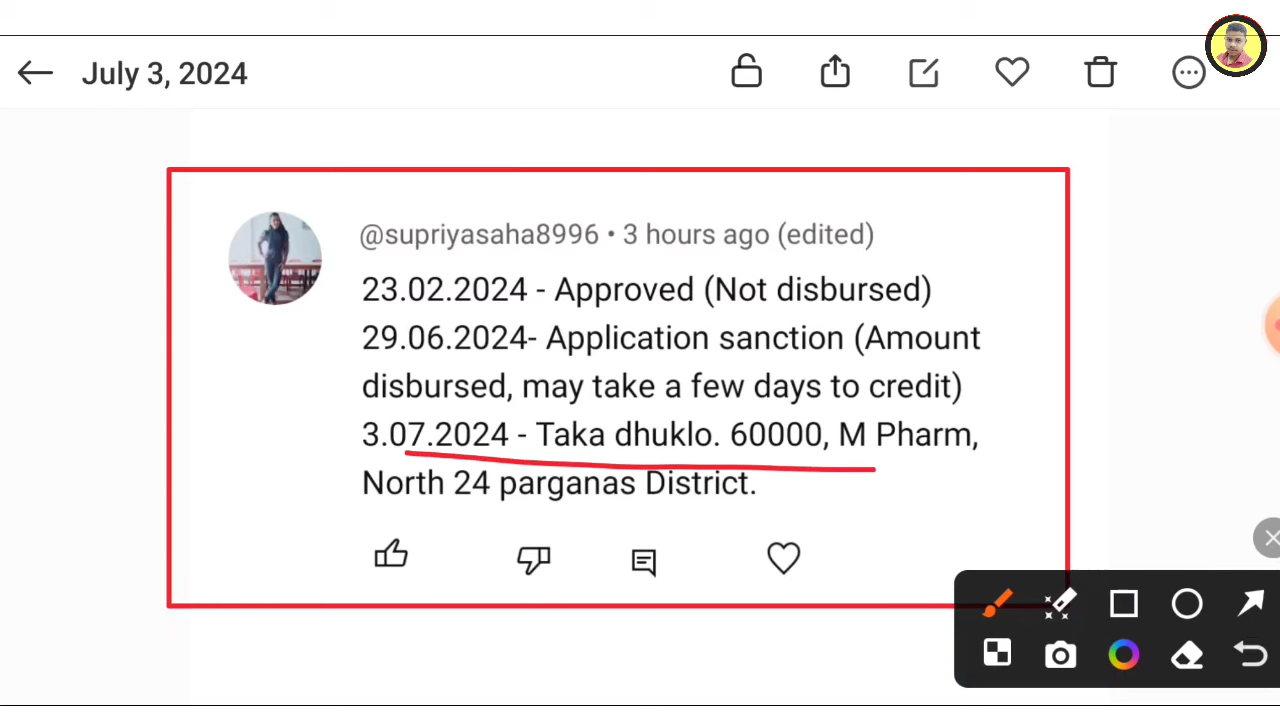 July 3, 2024
@supriyasaha8996 • 3 hours ago (edited)
23.02.2024 - Approved (Not disbursed)
29.06.2024- Application sanction (Amount
disbursed, may take a few days to credit)
3.07.2024 - Taka dhuklo. 60000, M Pharm,
North 24 parganas District.